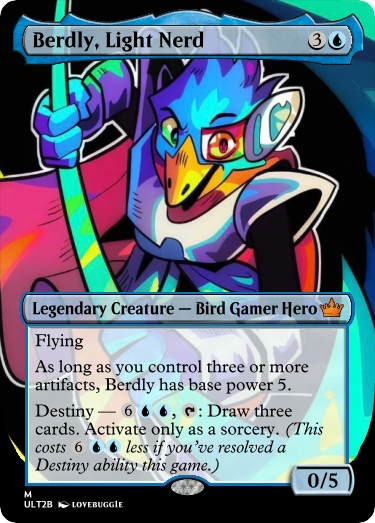 Berdly, Light Nerd 3
Legendary Creature — Bird Gamer Hero
Flying
As long as you control three or more
artifacts, Berdly has base power 5.
Destiny — 6, : Draw three
cards. Activate only as a sorcery. (This
costs 6 less if you've resolved a
Destiny ability this game.)
0/5
M
ULT2B LOVEBUGGIE